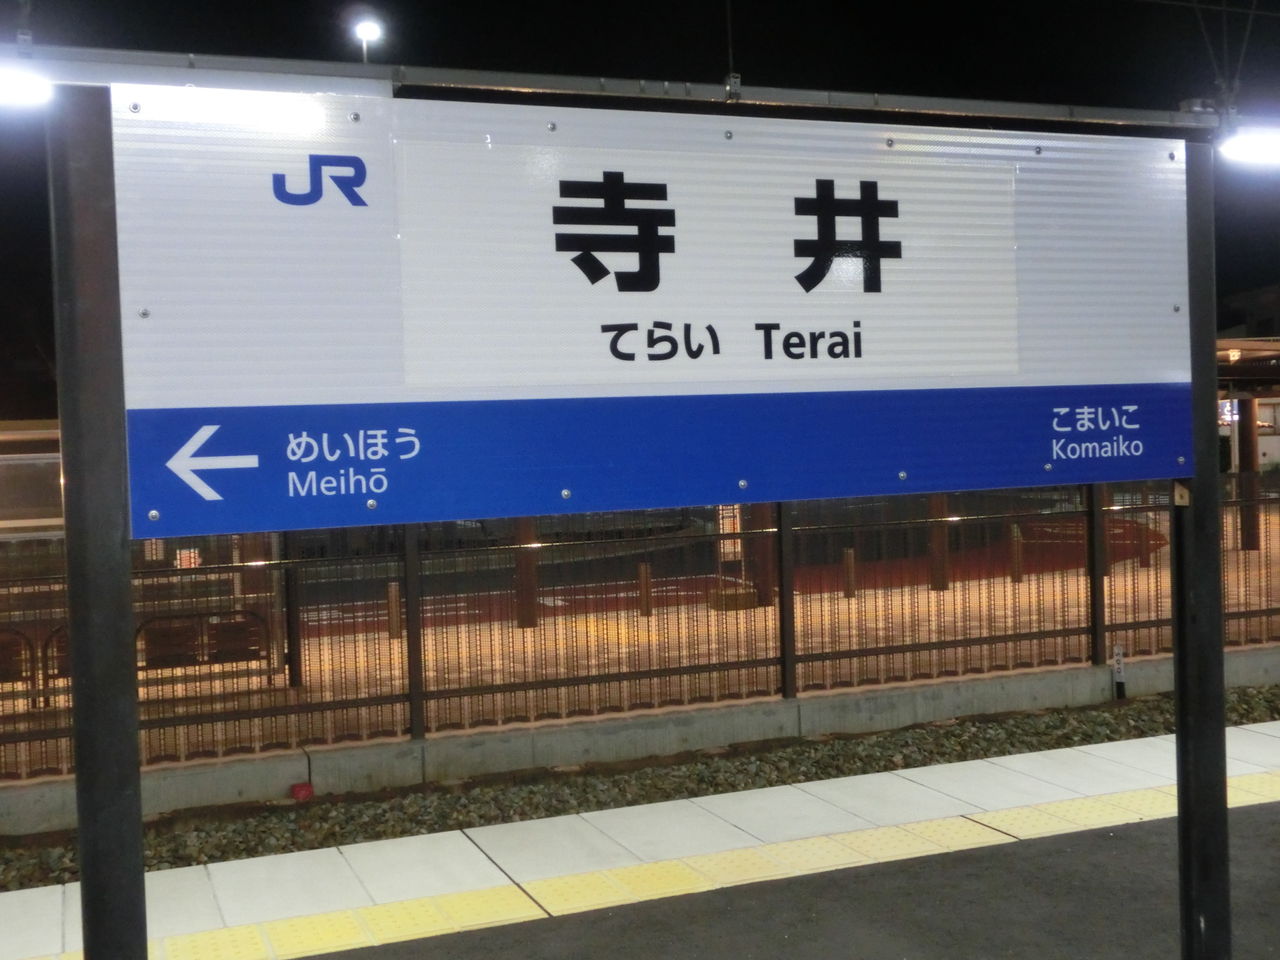 JR
寺井
てらい Terai
← めいほう
Meihō
こまいこ
Komaiko